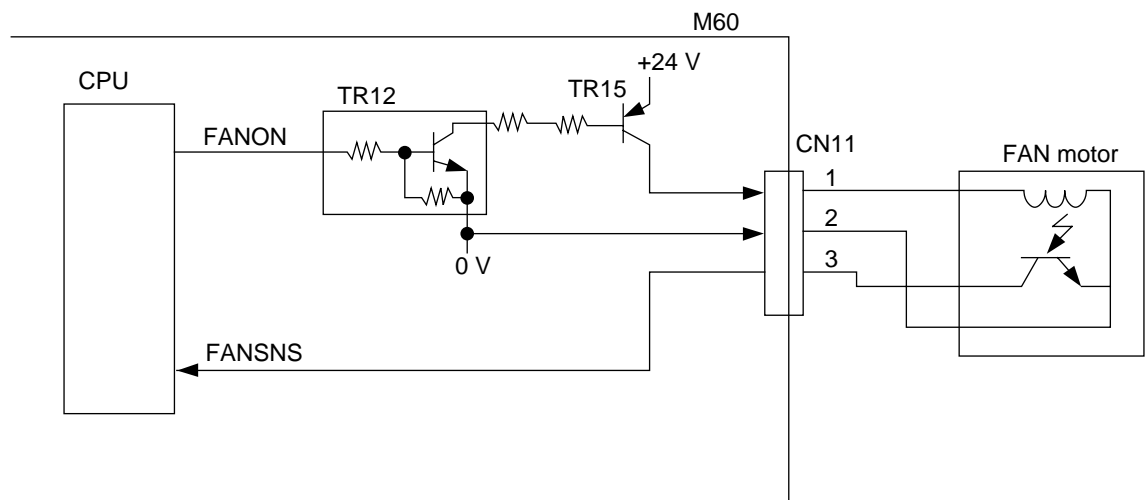 M60
+24 V
CPU
TR12
TR15
FANON
CN11
FAN motor
1
2
3
0 V
FANSNS